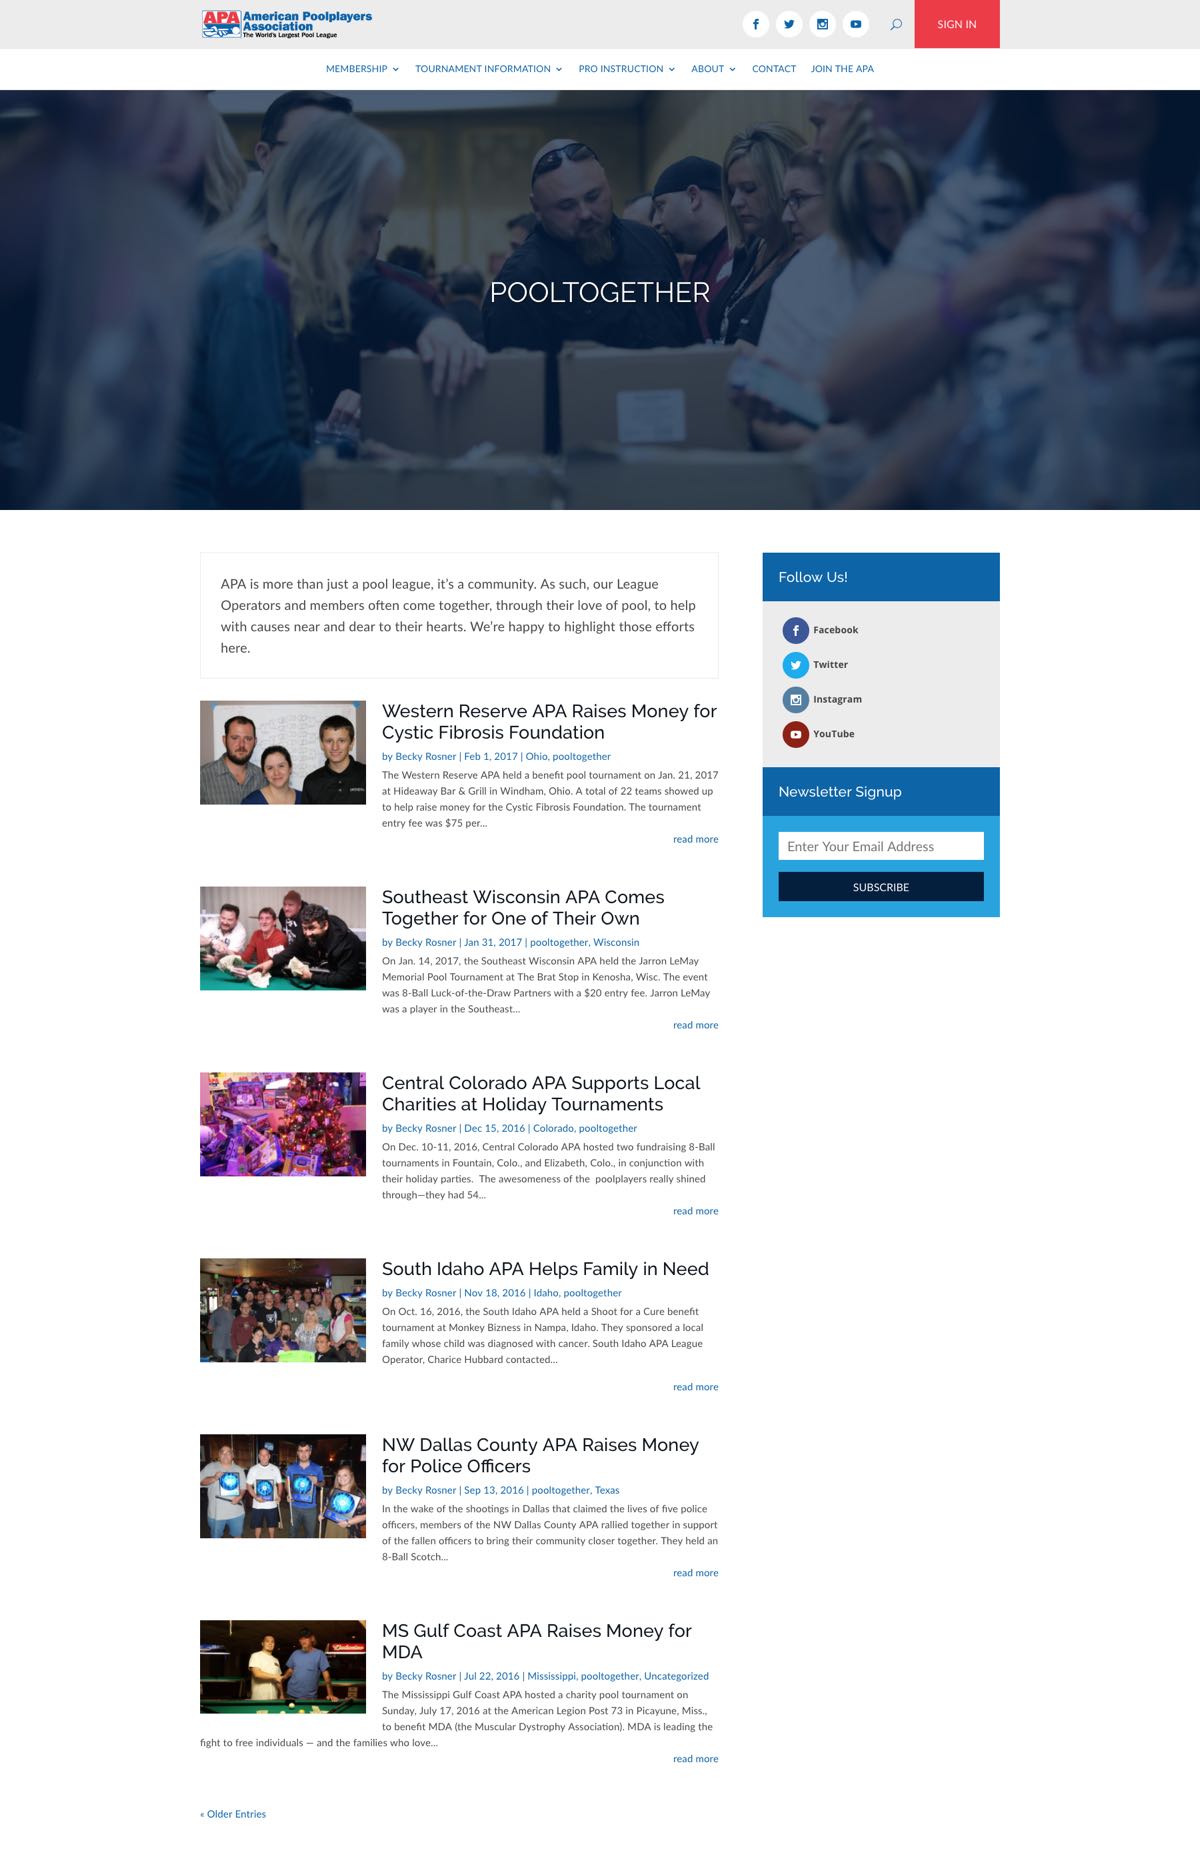 APA American Poolplayers
Association
The World's Largest Pool League
SIGN IN
MEMBERSHIP TOURNAMENT INFORMATION PRO INSTRUCTION ABOUT CONTACT JOIN THE APA
POOLTOGETHER
APA is more than just a pool league, it's a community. As such, our League
Operators and members often come together, through their love of pool, to help
with causes near and dear to their hearts. We're happy to highlight those efforts
here.
Western Reserve APA Raises Money for
Cystic Fibrosis Foundation
by Becky Rosner | Feb 1, 2017 | Ohio, pooltogether
The Western Reserve APA held a benefit pool tournament on Jan. 21, 2017
at Hideaway Bar & Grill in Windham, Ohio. A total of 22 teams showed up
to help raise money for the Cystic Fibrosis Foundation. The tournament
entry fee was $75 per...
read more
Southeast Wisconsin APA Comes
Together for One of Their Own
by Becky Rosner | Jan 31, 2017 | pooltogether, Wisconsin
On Jan. 14, 2017, the Southeast Wisconsin APA held the Jarron LeMay
Memorial Pool Tournament at The Brat Stop in Kenosha, Wisc. The event
was 8-Ball Luck-of-the-Draw Partners with a $20 entry fee. Jarron LeMay
was a player in the Southeast...
read more
Central Colorado APA Supports Local
Charities at Holiday Tournaments
by Becky Rosner | Dec 15, 2016 | Colorado, pooltogether
On Dec. 10-11, 2016, Central Colorado APA hosted two fundraising 8-Ball
tournaments in Fountain, Colo., and Elizabeth, Colo., in conjunction with
their holiday parties.  The awesomeness of the  poolplayers really shined
through—they had 54...
read more
South Idaho APA Helps Family in Need
by Becky Rosner | Nov 18, 2016 | Idaho, pooltogether
On Oct. 16, 2016, the South Idaho APA held a Shoot for a Cure benefit
tournament at Monkey Bizness in Nampa, Idaho. They sponsored a local
family whose child was diagnosed with cancer. South Idaho APA League
Operator, Charice Hubbard contacted...
read more
NW Dallas County APA Raises Money
for Police Officers
by Becky Rosner | Sep 13, 2016 | pooltogether, Texas
In the wake of the shootings in Dallas that claimed the lives of five police
officers, members of the NW Dallas County APA rallied together in support
of the fallen officers to bring their community closer together. They held an
8-Ball Scotch...
read more
MS Gulf Coast APA Raises Money for
MDA
by Becky Rosner | Jul 22, 2016 | Mississippi, pooltogether, Uncategorized
The Mississippi Gulf Coast APA hosted a charity pool tournament on
Sunday, July 17, 2016 at the American Legion Post 73 in Picayune, Miss.,
to benefit MDA (the Muscular Dystrophy Association). MDA is leading the
fight to free individuals — and the families who love...
read more
« Older Entries
Follow Us!
Facebook
Twitter
Instagram
YouTube
Newsletter Signup
Enter Your Email Address
SUBSCRIBE